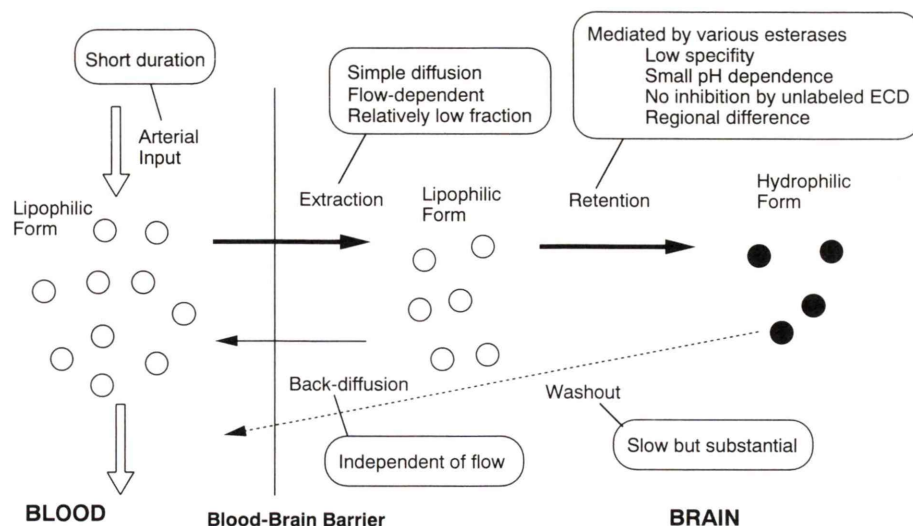 Short duration
Arterial
Input
Lipophilic
Form
Simple diffusion
Flow-dependent
Relatively low fraction
Extraction
Lipophilic
Form
Mediated by various esterases
Low specifity
Small pH dependence
No inhibition by unlabeled ECD
Regional difference
Retention
Hydrophilic
Form
Back-diffusion
Independent of flow
Washout
Slow but substantial
BLOOD
Blood-Brain Barrier
BRAIN